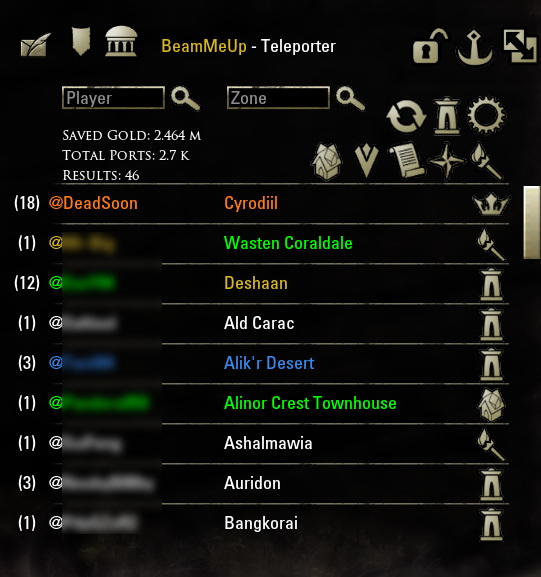 BeamMeUp - Teleporter
Player Zone
SAVED GOLD: 2.464 M
TOTAL PORTS: 2.7 K
RESULTS: 46
(18) @DeadSoon Cyrodiil
(1) @ Wasten Coraldale
(12) @ Deshaan
(1) @ Ald Carac
(3) @ Alik'r Desert
(1) @ Alinor Crest Townhouse
(1) @ Ashalmawia
(3) @ Auridon
(1) @ Bangkorai